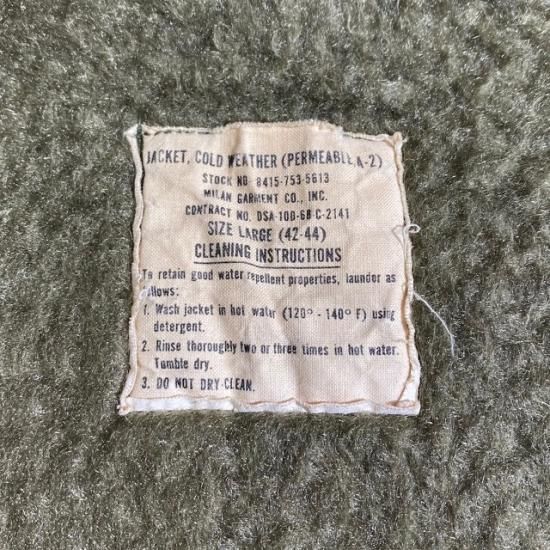 JACKET, COLD WEATHER (PERMEABLE, A-2)
STOCK NO 8415-753-5613
MILAN GARMENT CO., INC.
CONTRACT NO. DSA-100-68 C-2141
SIZE LARGE (42-44)
CLEANING INSTRUCTIONS
To retain good water repellent properties, launder as
follows:
1. Wash jacket in hot water (120° - 140° F) using
detergent.
2. Rinse thoroughly two or three times in hot water.
Tumble dry.
3. DO NOT DRY-CLEAN.